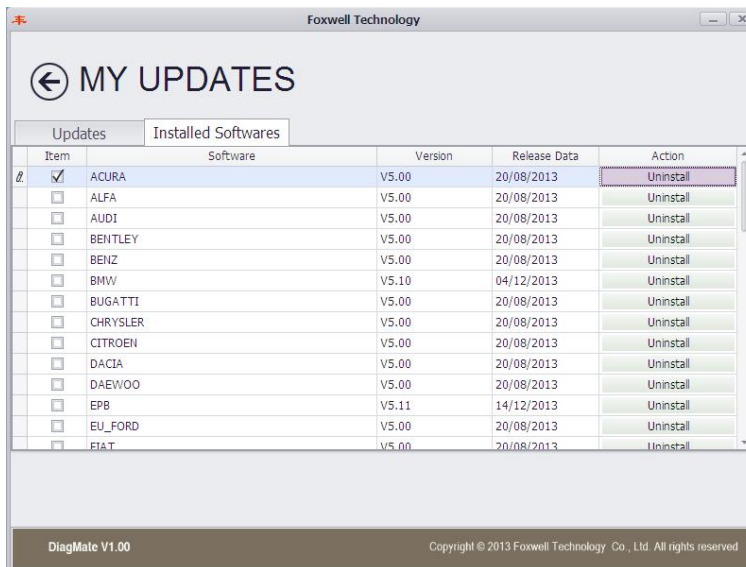 Foxwell Technology
MY UPDATES
Updates Installed Softwares
Item Software Version Release Data Action
ACURA V5.00 20/08/2013 Uninstall
ALFA V5.00 20/08/2013 Uninstall
AUDI V5.00 20/08/2013 Uninstall
BENTLEY V5.00 20/08/2013 Uninstall
BENZ V5.00 20/08/2013 Uninstall
BMW V5.10 04/12/2013 Uninstall
BUGATTI V5.00 20/08/2013 Uninstall
CHRYSLER V5.00 20/08/2013 Uninstall
CITROEN V5.00 20/08/2013 Uninstall
DACIA V5.00 20/08/2013 Uninstall
DAEWOO V5.00 20/08/2013 Uninstall
EPB V5.11 14/12/2013 Uninstall
EU_FORD V5.00 20/08/2013 Uninstall
FIAT V5.00 20/08/2013 Uninstall
DiagMate V1.00 Copyright © 2013 Foxwell Technology Co., Ltd. All rights reserved